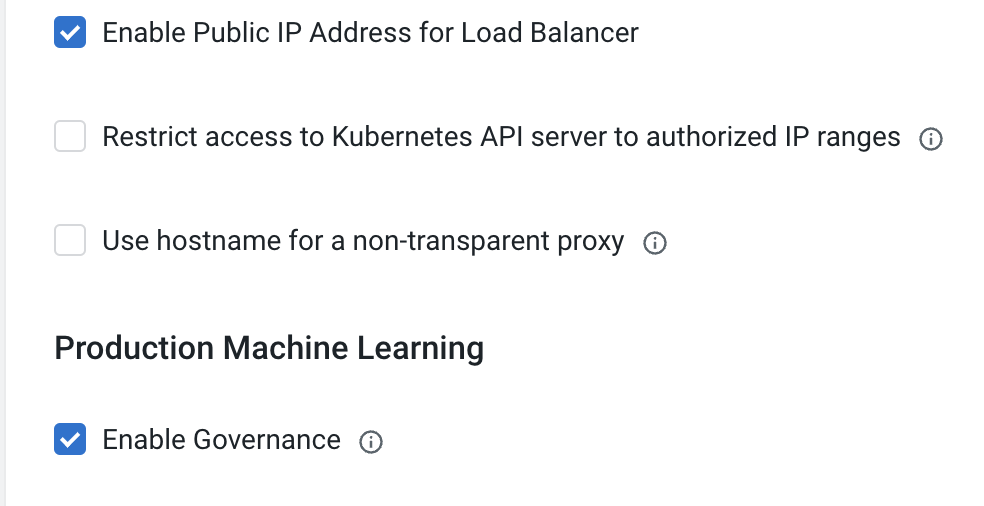 Enable Public IP Address for Load Balancer
Restrict access to Kubernetes API server to authorized IP ranges
Use hostname for a non-transparent proxy
Production Machine Learning
Enable Governance